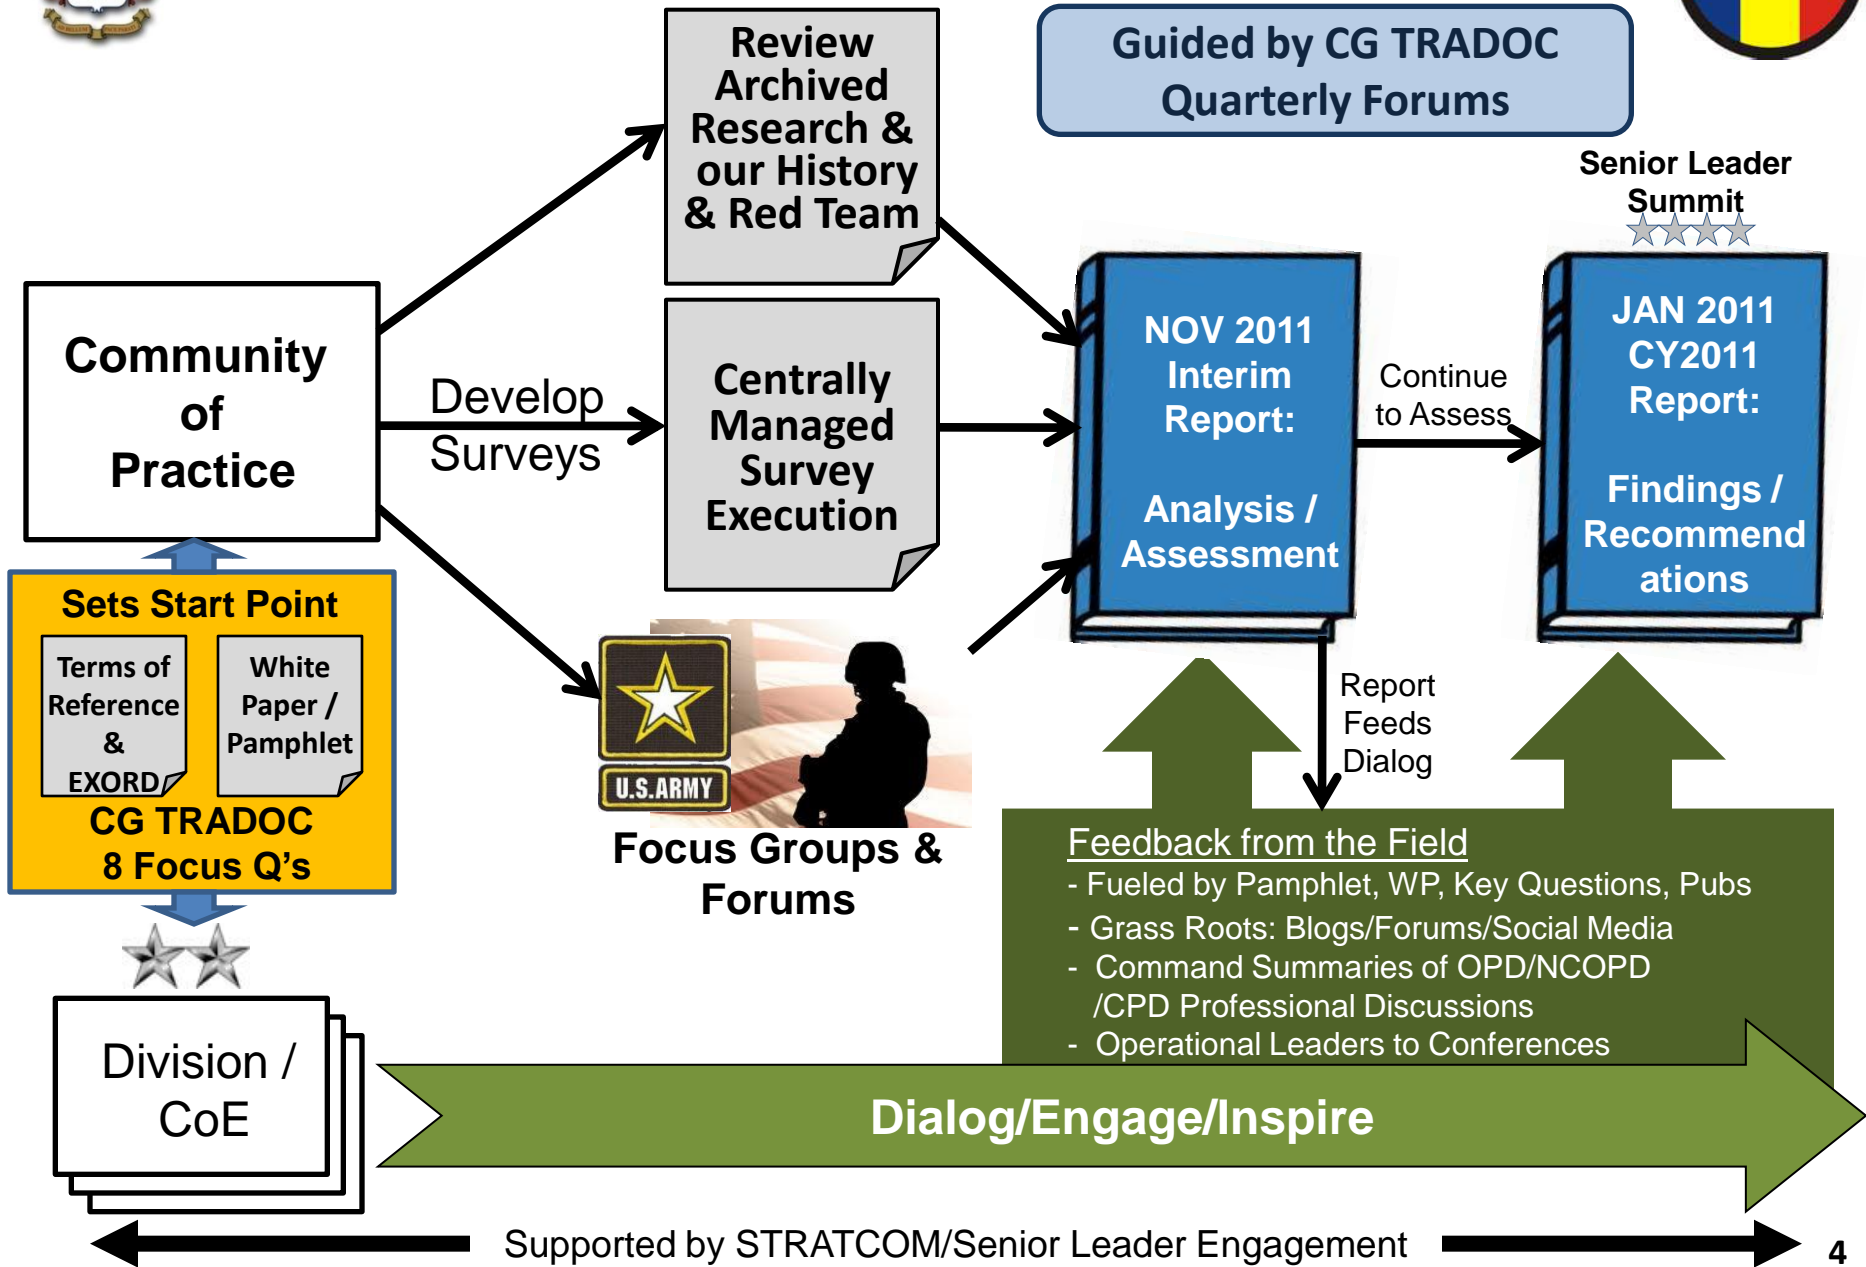 Review
Archived
Research &
our History
& Red Team
Guided by CG TRADOC
Quarterly Forums
Senior Leader
Summit
Community
of
Practice
Develop
Surveys
Centrally
Managed
Survey
Execution
NOV 2011
Interim
Report:
Analysis /
Assessment
Continue
to Assess
JAN 2011
CY2011
Report:
Findings /
Recommend
ations
Sets Start Point
Terms of
Reference
&
EXORD
White
Paper /
Pamphlet
CG TRADOC
8 Focus Q's
U.S.ARMY
Focus Groups &
Forums
Report
Feeds
Dialog
Feedback from the Field
- Fueled by Pamphlet, WP, Key Questions, Pubs
- Grass Roots: Blogs/Forums/Social Media
- Command Summaries of OPD/NCOPD
/CPD Professional Discussions
- Operational Leaders to Conferences
Division /
CoE
Dialog/Engage/Inspire
Supported by STRATCOM/Senior Leader Engagement
4